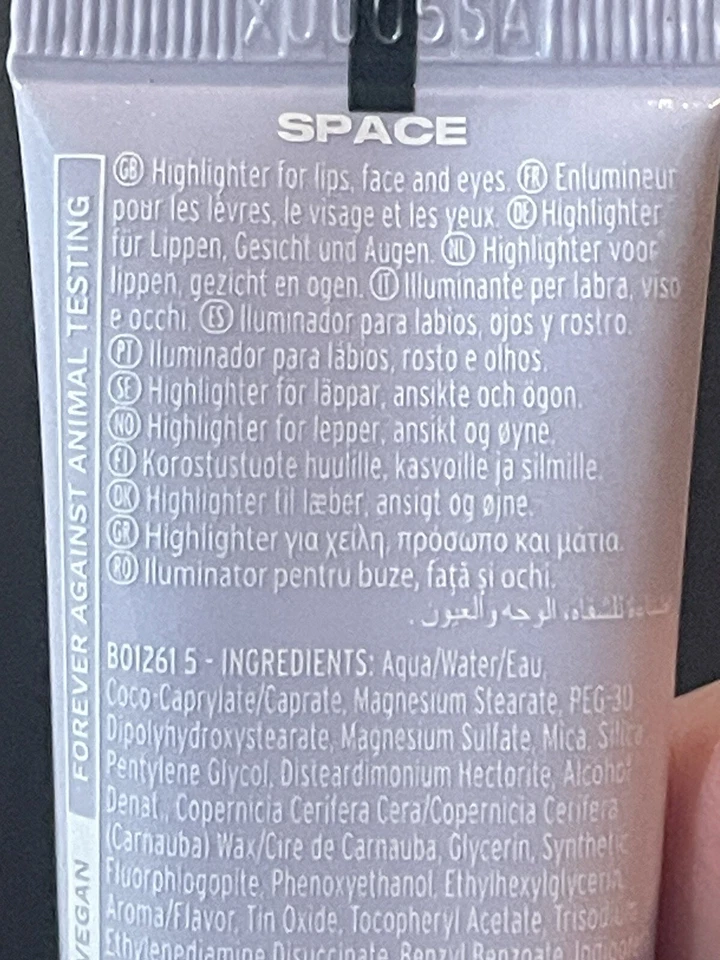 X00055A
SPACE
GB Highlighter for lips, face and eyes. FR Enlumineur
pour les lévres, le visage et les yeux. DE Highlighter
für Lippen, Gesicht und Augen. NL Highlighter voor
lippen, gezicht en ogen. IT Illuminante per labra, viso
e occhi. ES Iluminador para labios, ojos y rostro.
PT Iluminador para lábios, rosto e olhos.
SE Highlighter för läppar, ansikte och ögon.
NO Highlighter for lepper, ansikt og øyne.
FI Korostustuote huulille, kasvoille ja silmille.
DK Highlighter til læber, ansigt og øjne.
GR Highlighter για χείλη, πρόσωπο και μάτια.
RO Iluminator pentru buze, față și ochi.
للشفاه، الوجه والعيون.
B01261 5 - INGREDIENTS: Aqua/Water/Eau,
Coco-Caprylate/Caprate, Magnesium Stearate, PEG-30
Dipolyhydroxystearate, Magnesium Sulfate, Mica, Silica,
Pentylene Glycol, Disteardimonium Hectorite, Alcohol
Denat., Copernicia Cerifera Cera/Copernicia Cerifera
(Carnauba) Wax/Cire de Carnauba, Glycerin, Synthetic
Fluorphlogopite, Phenoxyethanol, Ethylhexylglycerin,
Aroma/Flavor, Tin Oxide, Tocopheryl Acetate, Trisodium
Ethylenediamine Disuccinate, Benzyl Benzoate,
FOREVER AGAINST ANIMAL TESTING
VEGAN